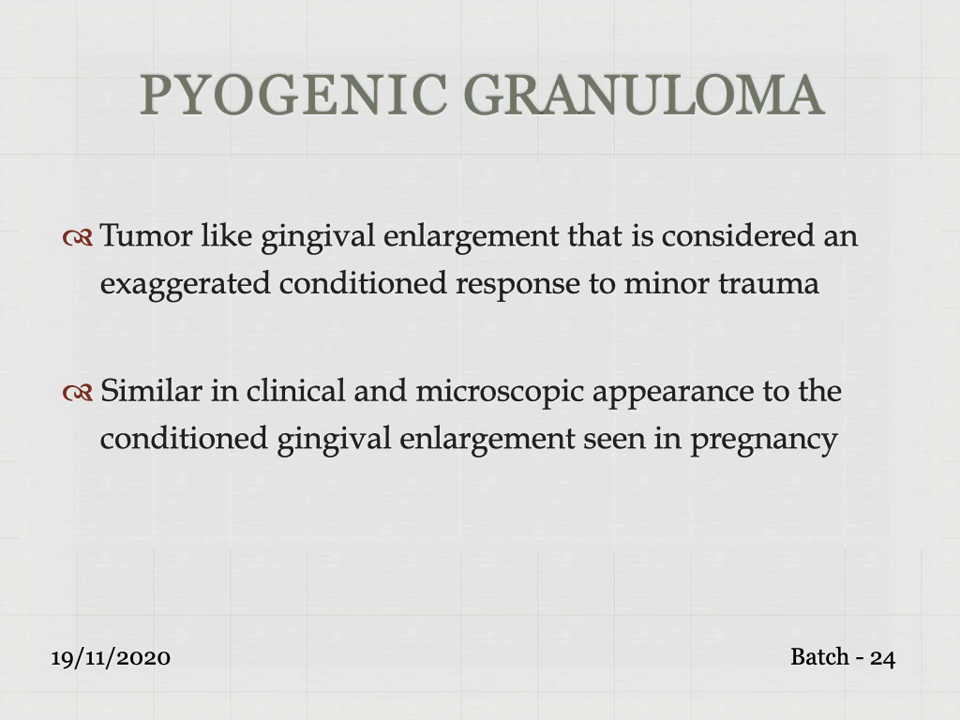 PYOGENIC GRANULOMA
Tumor like gingival enlargement that is considered an
exaggerated conditioned response to minor trauma
Similar in clinical and microscopic appearance to the
conditioned gingival enlargement seen in pregnancy
19/11/2020
Batch - 24